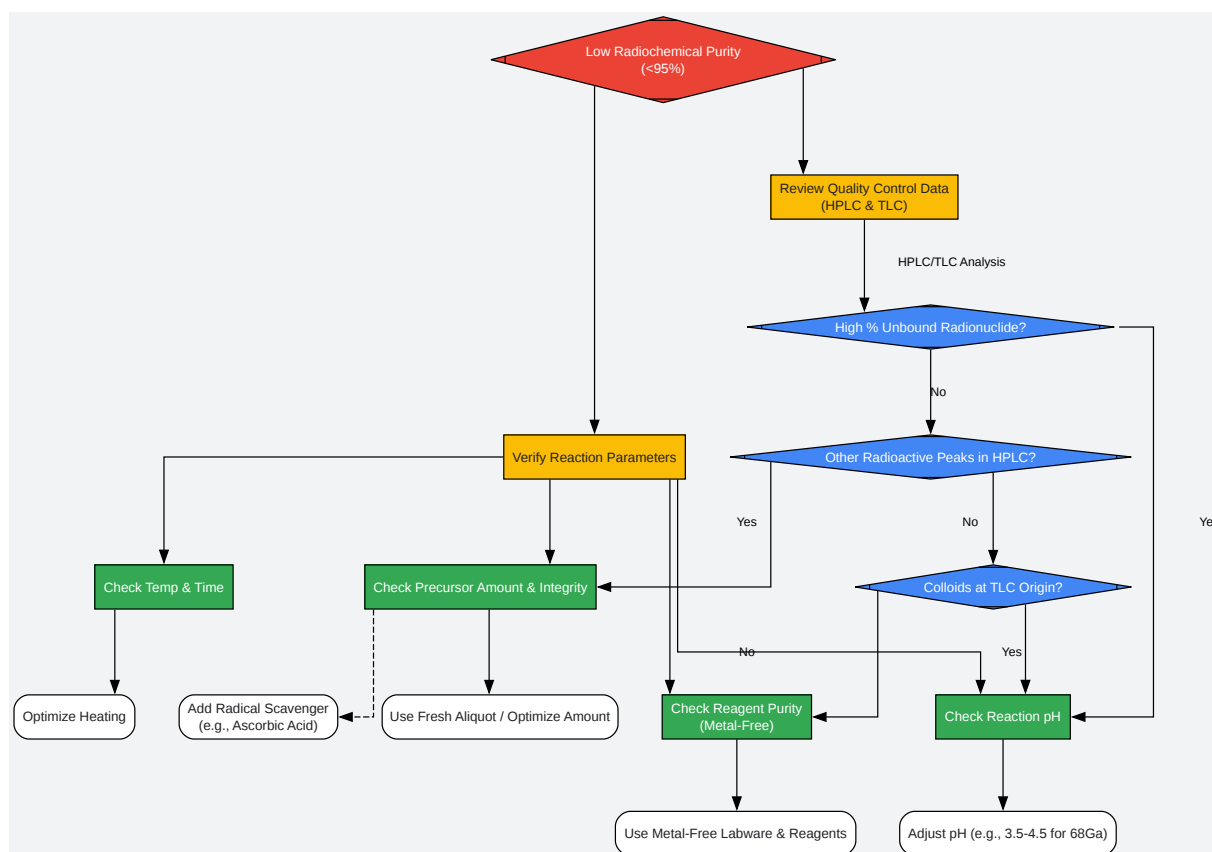 Low Radiochemical Purity
(<95%)
Review Quality Control Data
(HPLC & TLC)
HPLC/TLC Analysis
High % Unbound Radionuclide?
No
Verify Reaction Parameters
Other Radioactive Peaks in HPLC?
Yes
No
Ye
Check Temp & Time
Check Precursor Amount & Integrity
Colloids at TLC Origin?
No
Yes
Optimize Heating
Add Radical Scavenger
(e.g., Ascorbic Acid)
Use Fresh Aliquot / Optimize Amount
Check Reagent Purity
(Metal-Free)
Check Reaction pH
Use Metal-Free Labware & Reagents
Adjust pH (e.g., 3.5-4.5 for 68Ga)